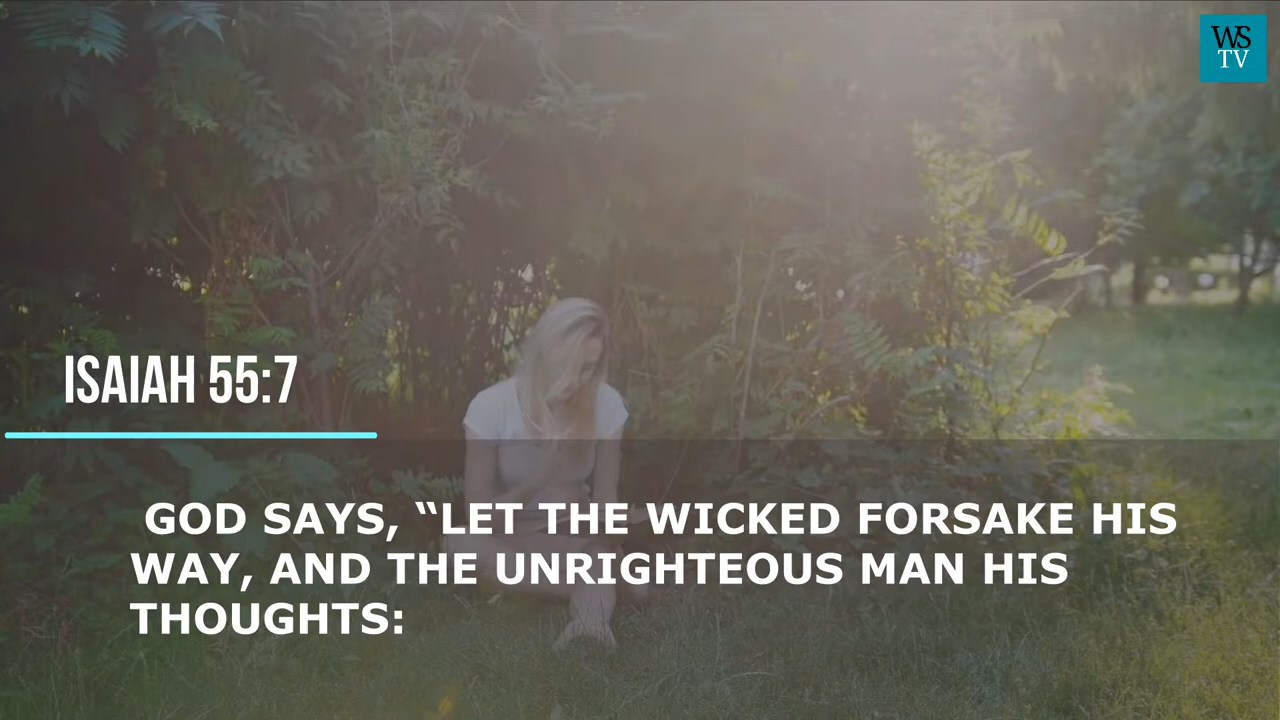 WS
TV
ISAIAH 55:7
GOD SAYS, “LET THE WICKED FORSAKE HIS
WAY, AND THE UNRIGHTEOUS MAN HIS
THOUGHTS: